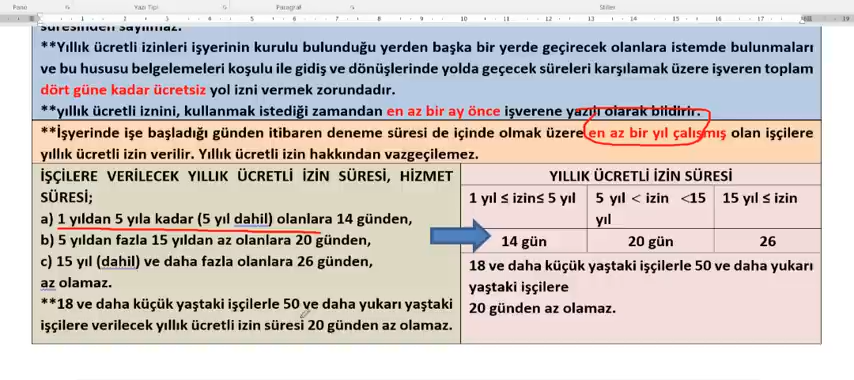 Pano
Yazı Tipi
Paragraf
Stiller
süresinden sayılmaz.
**Yıllık ücretli izinleri işyerinin kurulu bulunduğu yerden başka bir yerde geçirecek olanlara istemde bulunmaları
ve bu hususu belgelemeleri koşulu ile gidiş ve dönüşlerinde yolda geçecek süreleri karşılamak üzere işveren toplam
dört güne kadar ücretsiz yol izni vermek zorundadır.
**yıllık ücretli iznini, kullanmak istediği zamandan en az bir ay önce işverene yazılı olarak bildirir.
**İşyerinde işe başladığı günden itibaren deneme süresi de içinde olmak üzere en az bir yıl çalışmış olan işçilere
yıllık ücretli izin verilir. Yıllık ücretli izin hakkından vazgeçilemez.
İŞÇİLERE VERİLECEK YILLIK ÜCRETLİ İZİN SÜRESİ, HİZMET
SÜRESİ;
a) 1 yıldan 5 yıla kadar (5 yıl dahil) olanlara 14 günden,
b) 5 yıldan fazla 15 yıldan az olanlara 20 günden,
c) 15 yıl (dahil) ve daha fazla olanlara 26 günden,
az olamaz.
**18 ve daha küçük yaştaki işçilerle 50 ve daha yukarı yaştaki
işçilere verilecek yıllık ücretli izin süresi 20 günden az olamaz.
YILLIK ÜCRETLİ İZİN SÜRESİ
1 yıl ≤ izin≤ 5 yıl
5 yıl < izin <15
yıl
15 yıl ≤ izin
14 gün
20 gün
26
18 ve daha küçük yaştaki işçilerle 50 ve daha yukarı
yaştaki işçilere
20 günden az olamaz.